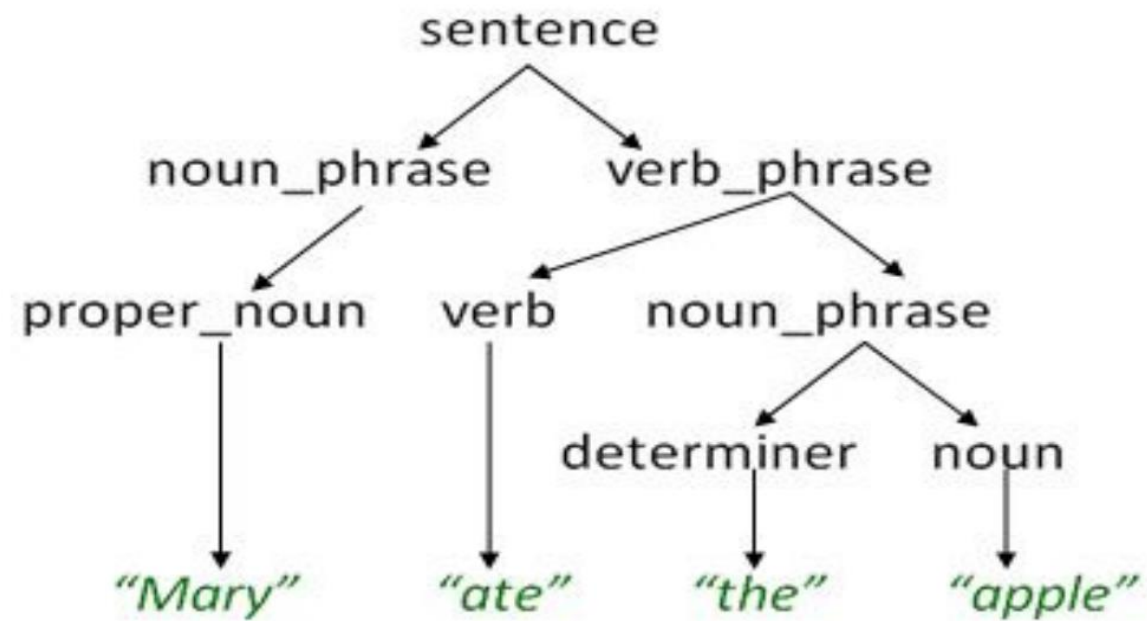 sentence
noun_phrase verb_phrase
proper_noun verb noun_phrase
determiner noun
“Mary” “ate” “the” “apple”